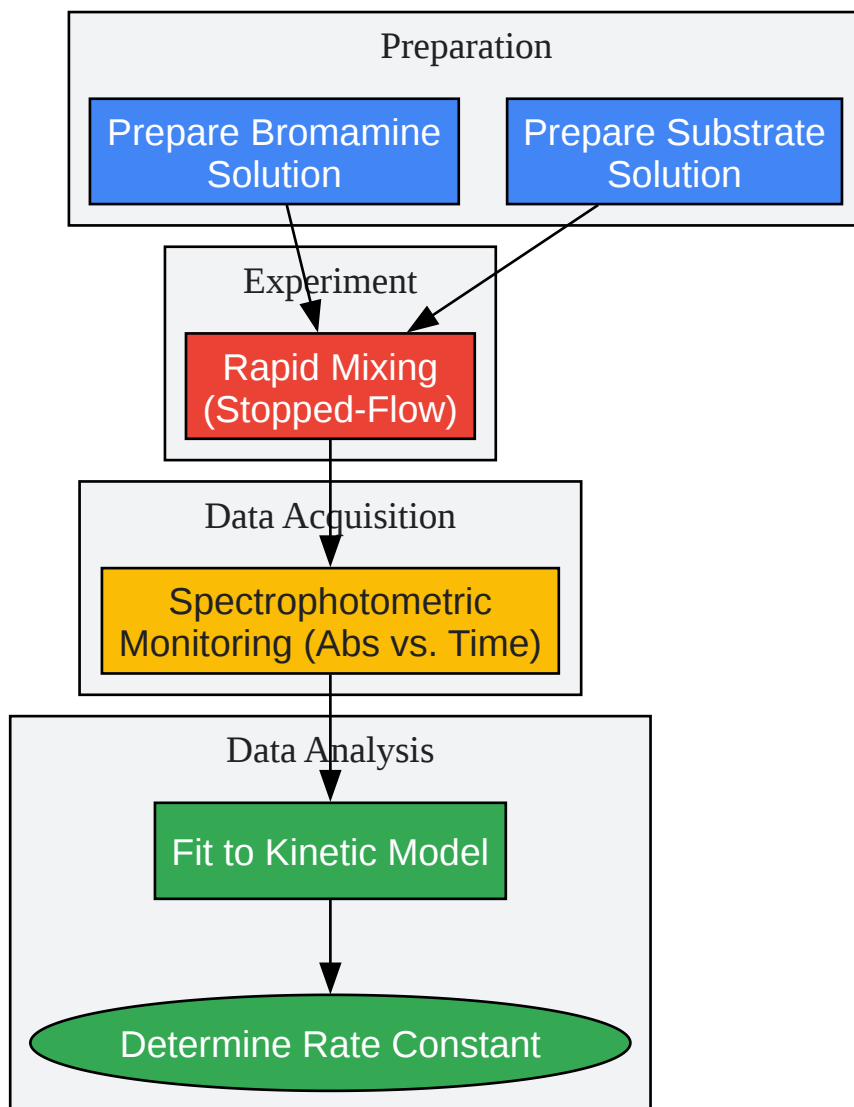 Preparation
Prepare Bromamine
Solution
Prepare Substrate
Solution
Experiment
Rapid Mixing
(Stopped-Flow)
Data Acquisition
Spectrophotometric
Monitoring (Abs vs. Time)
Data Analysis
Fit to Kinetic Model
Determine Rate Constant